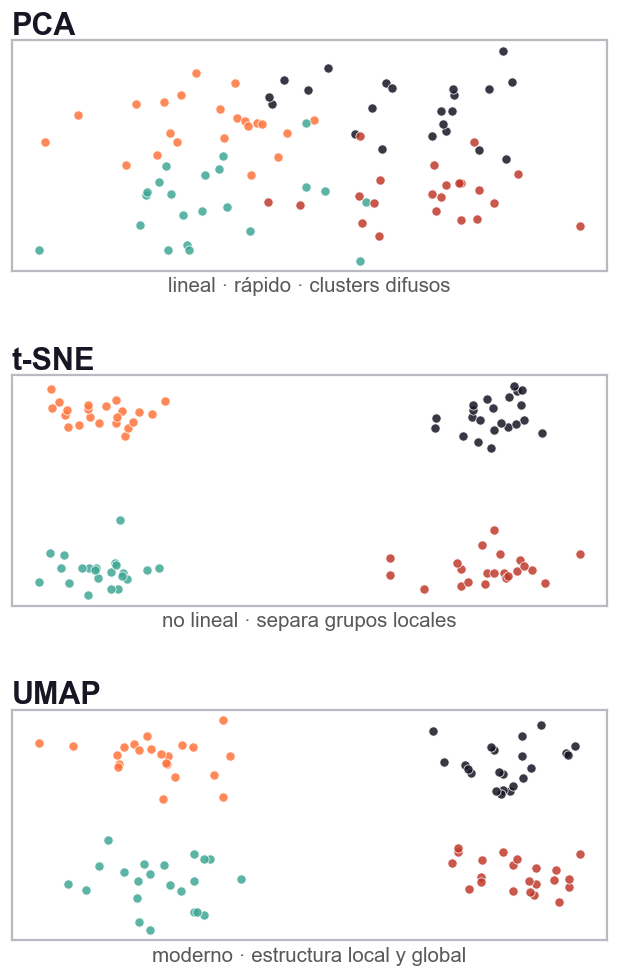 PCA
lineal · rápido · clusters difusos
t-SNE
no lineal · separa grupos locales
UMAP
moderno · estructura local y global